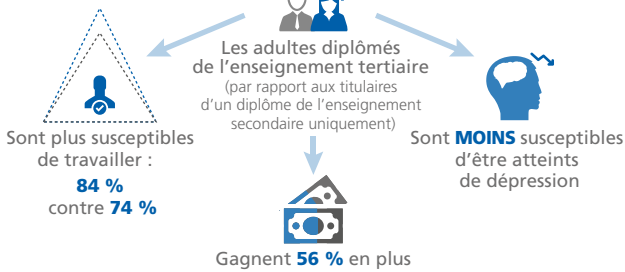 Les adultes diplômés
de l'enseignement tertiaire
(par rapport aux titulaires
d'un diplôme de l'enseignement
secondaire uniquement)
Sont plus susceptibles
de travailler :
84 %
contre 74 %
Gagnent 56 % en plus
Sont MOINS susceptibles
d'être atteints
de dépression